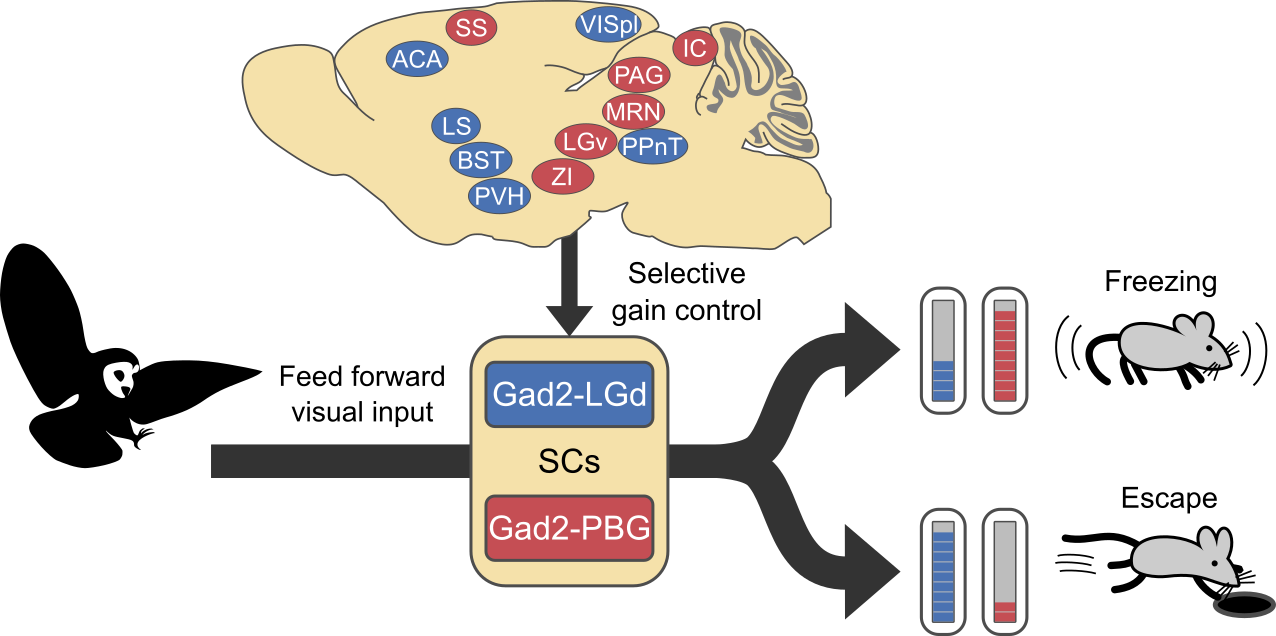 SS
VISpl
ACA
IC
PAG
MRN
LS
LGv
PPnT
BST
ZI
PVH
Selective
gain control
Freezing
Feed forward
visual input
Gad2-LGd
SCs
Gad2-PBG
Escape